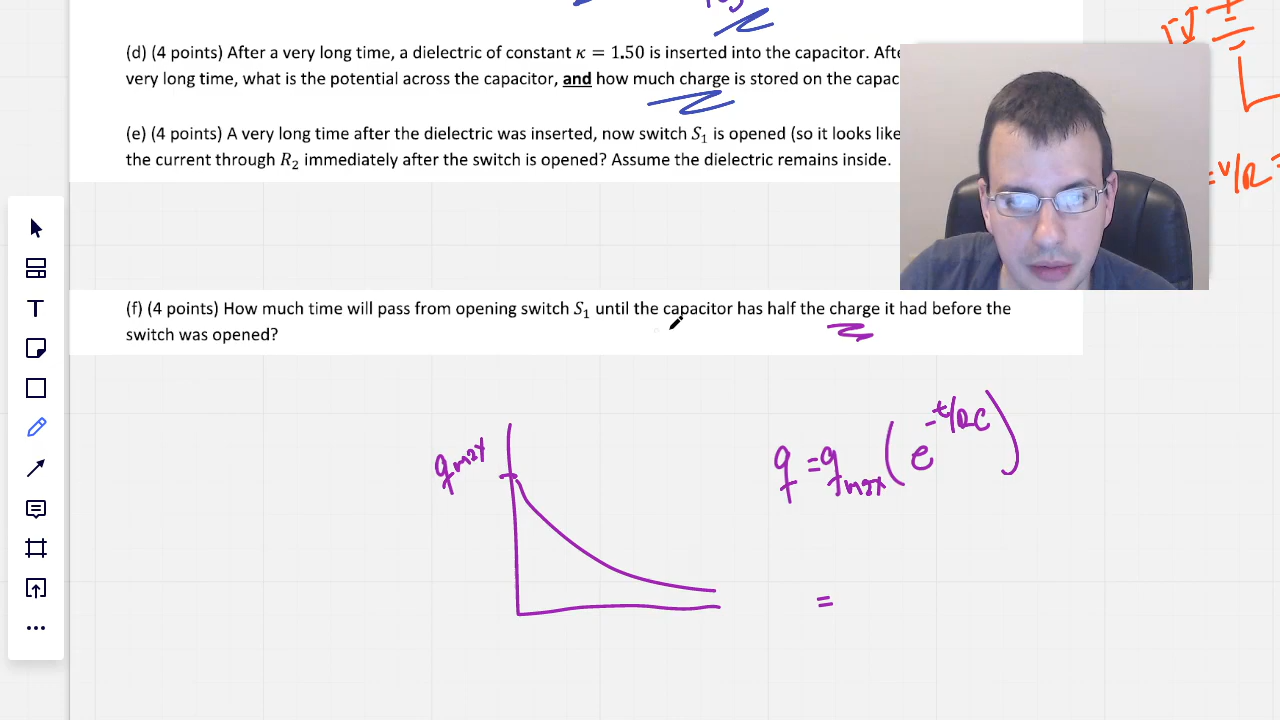 (d) (4 points) After a very long time, a dielectric of constant κ = 1.50 is inserted into the capacitor.
very long time, what is the potential across the capacitor, and how much charge is stored on the
(e) (4 points) A very long time after the dielectric was inserted, now switch S₁ is opened (so it looks like
the current through R₂ immediately after the switch is opened? Assume the dielectric remains inside.
= V/R =
(f) (4 points) How much time will pass from opening switch S₁ until the capacitor has half the charge it had before the
switch was opened?
q max
q = q max (e^-t/RC)
=
T